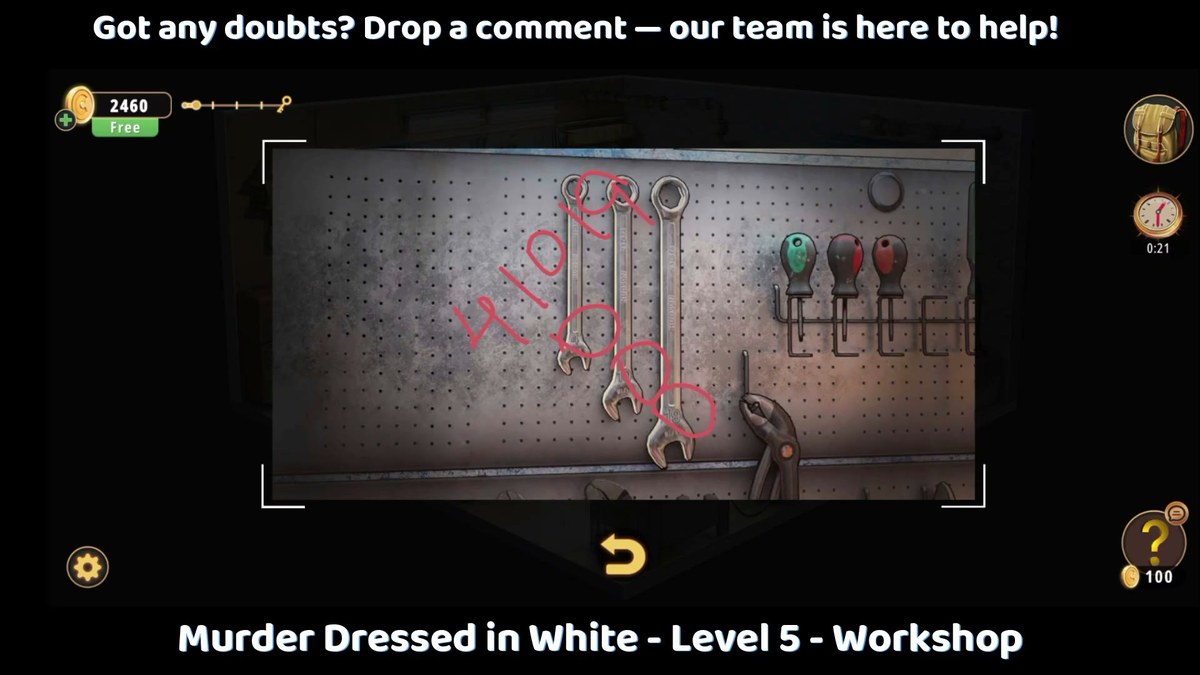 Got any doubts? Drop a comment — our team is here to help!
2460
Free
0:21
100
Murder Dressed in White - Level 5 - Workshop